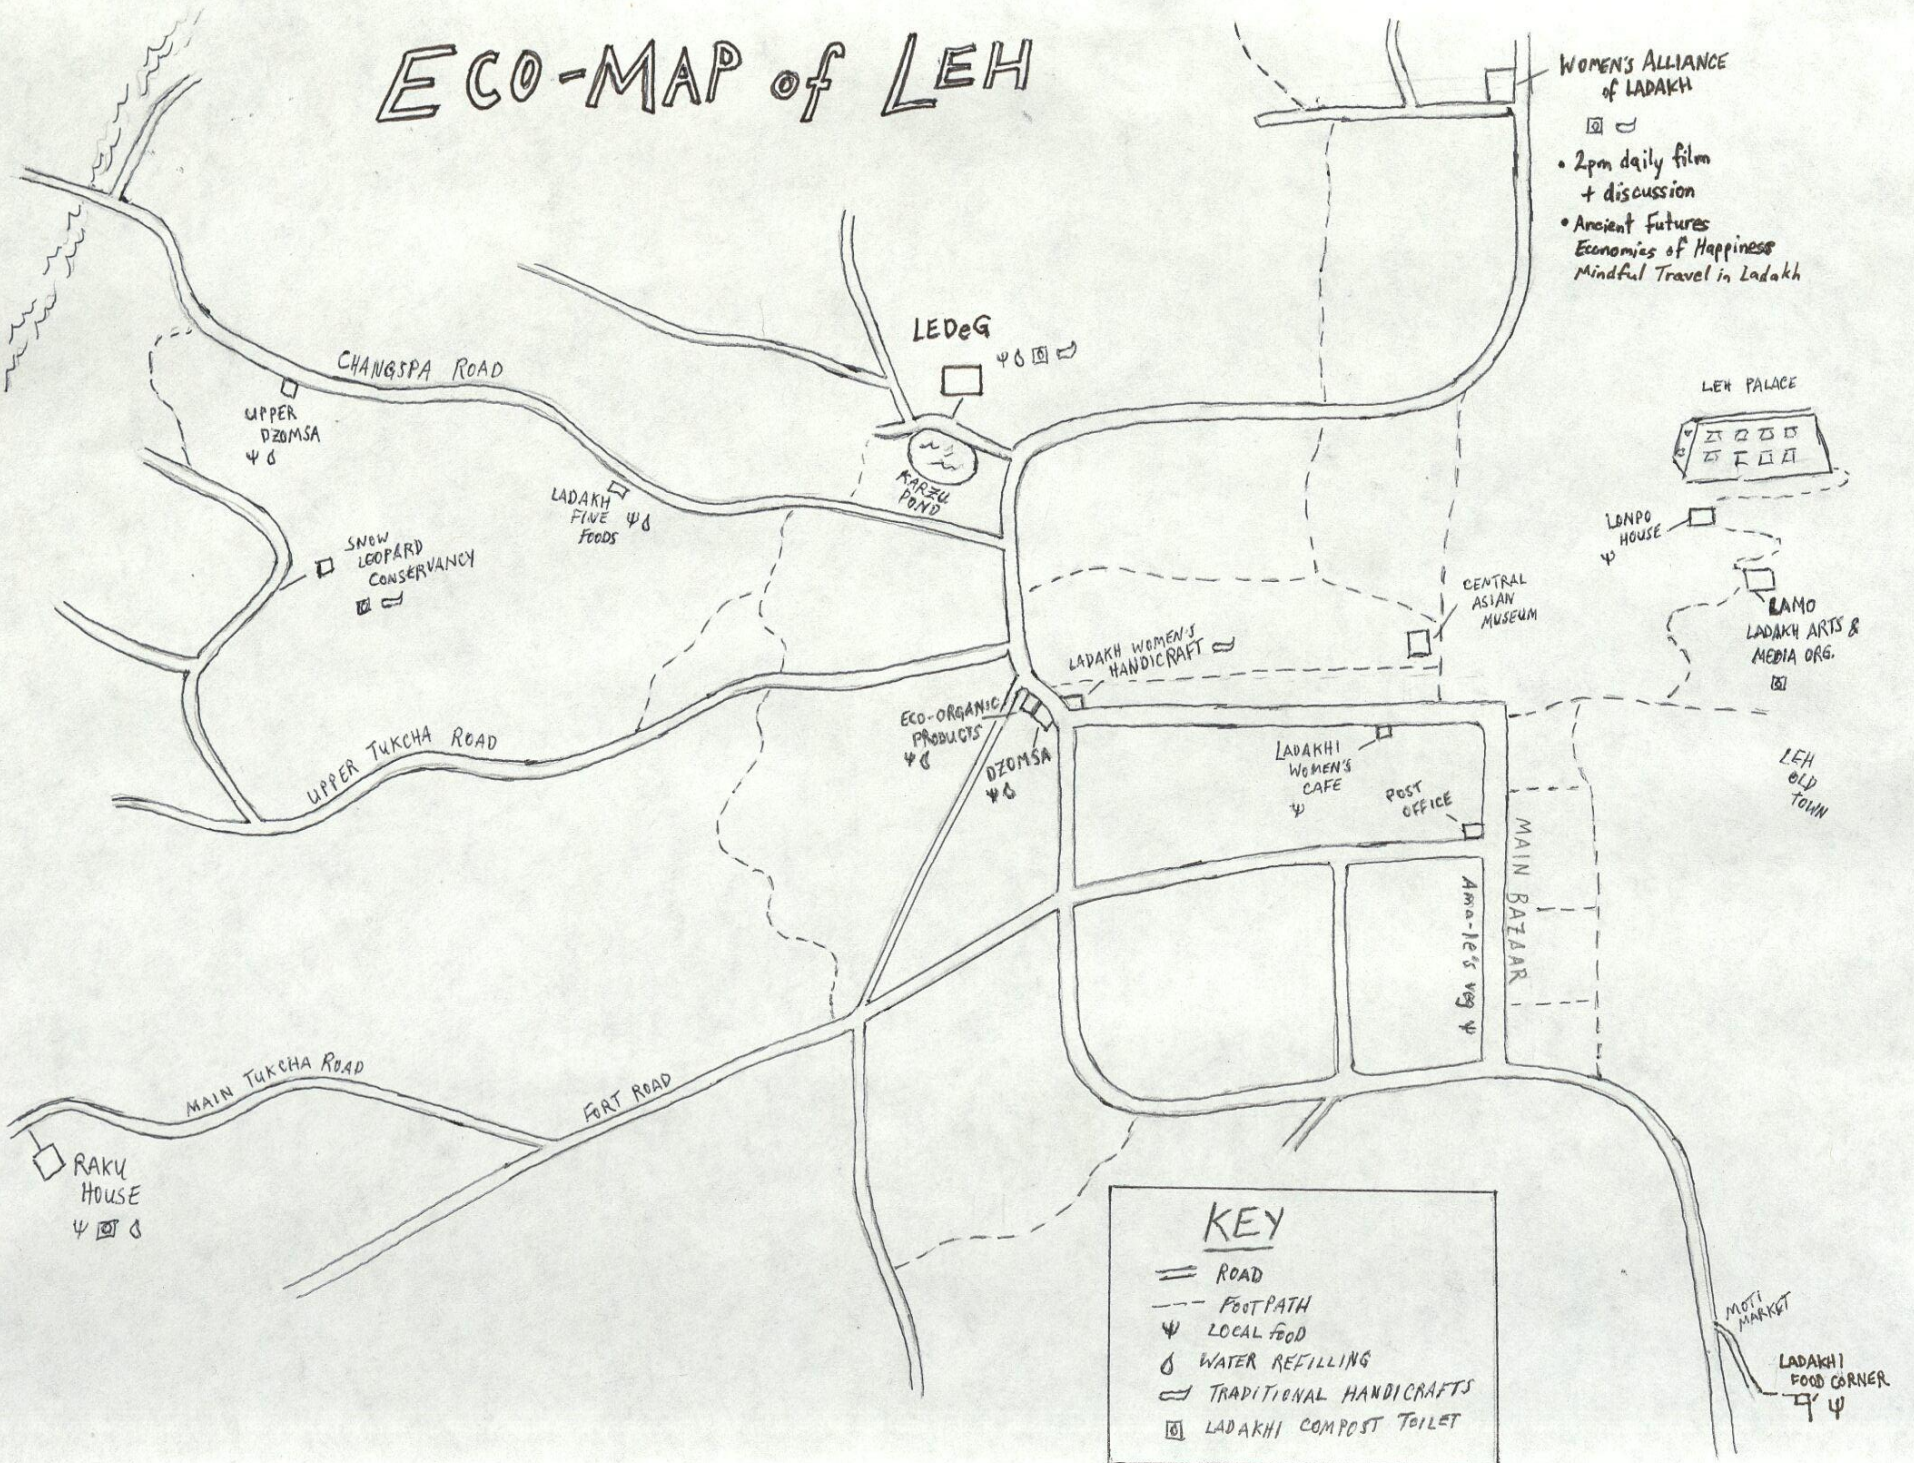 ECO-MAP of LEH
WOMEN'S ALLIANCE
of LADAKH
• 2pm daily film
+ discussion
• Ancient Futures
Economics of Happiness
Mindful Travel in Ladakh
LEDeG
CHANGSPA ROAD
UPPER
DZOMSA
KARZU
POND
LADAKH
FINE
FOODS
SNOW
LEOPARD
CONSERVANCY
LEH PALACE
LONPO
HOUSE
LAMO
LADAKH ARTS &
MEDIA ORG.
CENTRAL
ASIAN
MUSEUM
LADAKH WOMEN'S
HANDICRAFT
ECO-ORGANIC
PRODUCTS
DZOMSA
UPPER TUKCHA ROAD
LADAKHI
WOMEN'S
CAFE
POST
OFFICE
LEH
OLD
TOWN
MAIN BAZAAR
Ama-le's veg
MAIN TUKCHA ROAD
FORT ROAD
RAKU
HOUSE
MOTI
MARKET
LADAKHI
FOOD CORNER
KEY
ROAD
FOOTPATH
LOCAL FOOD
WATER REFILLING
TRADITIONAL HANDICRAFTS
LADAKHI COMPOST TOILET